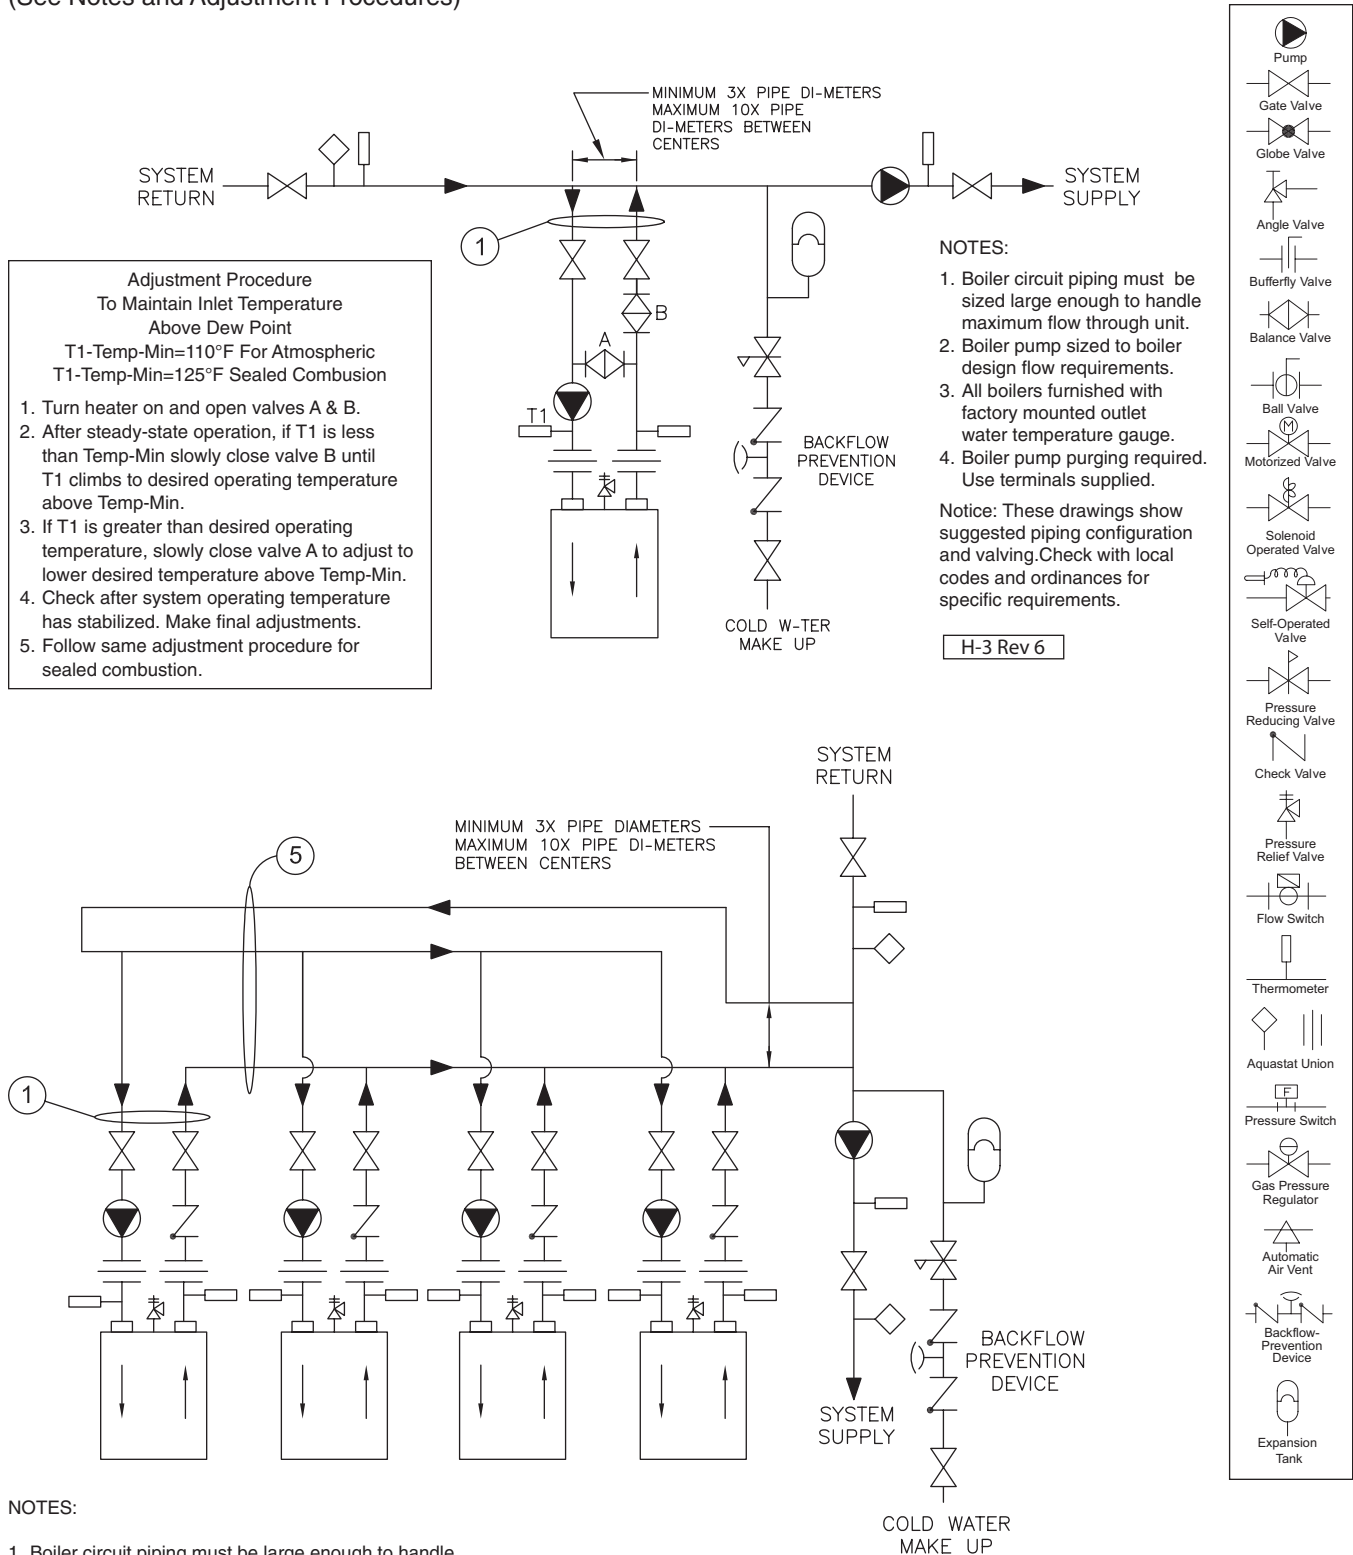 (See Notes and Adjustment Procedures)
MINIMUM 3X PIPE DI-METERS
MAXIMUM 10X PIPE
DI-METERS BETWEEN
CENTERS
SYSTEM
RETURN
SYSTEM
SUPPLY
1
Adjustment Procedure
To Maintain Inlet Temperature
Above Dew Point
T1-Temp-Min=110°F For Atmospheric
T1-Temp-Min=125°F Sealed Combusion
1. Turn heater on and open valves A & B.
2. After steady-state operation, if T1 is less
than Temp-Min slowly close valve B until
T1 climbs to desired operating temperature
above Temp-Min.
3. If T1 is greater than desired operating
temperature, slowly close valve A to adjust to
lower desired temperature above Temp-Min.
4. Check after system operating temperature
has stabilized. Make final adjustments.
5. Follow same adjustment procedure for
sealed combustion.
B
A
T1
BACKFLOW
PREVENTION
DEVICE
COLD W-TER
MAKE UP
NOTES:
1. Boiler circuit piping must be
sized large enough to handle
maximum flow through unit.
2. Boiler pump sized to boiler
design flow requirements.
3. All boilers furnished with
factory mounted outlet
water temperature gauge.
4. Boiler pump purging required.
Use terminals supplied.
Notice: These drawings show
suggested piping configuration
and valving.Check with local
codes and ordinances for
specific requirements.
H-3 Rev 6
SYSTEM
RETURN
MINIMUM 3X PIPE DIAMETERS
MAXIMUM 10X PIPE DI-METERS
BETWEEN CENTERS
5
1
BACKFLOW
PREVENTION
DEVICE
SYSTEM
SUPPLY
COLD WATER
MAKE UP
NOTES:
1. Boiler circuit piping must be large enough to handle
Pump
Gate Valve
Globe Valve
Angle Valve
Bufferfly Valve
Balance Valve
Ball Valve
M
Motorized Valve
S
Solenoid
Operated Valve
Self-Operated
Valve
Pressure
Reducing Valve
Check Valve
Pressure
Relief Valve
Flow Switch
Thermometer
Aquastat Union
F
Pressure Switch
Gas Pressure
Regulator
Automatic
Air Vent
Backflow-
Prevention
Device
Expansion
Tank